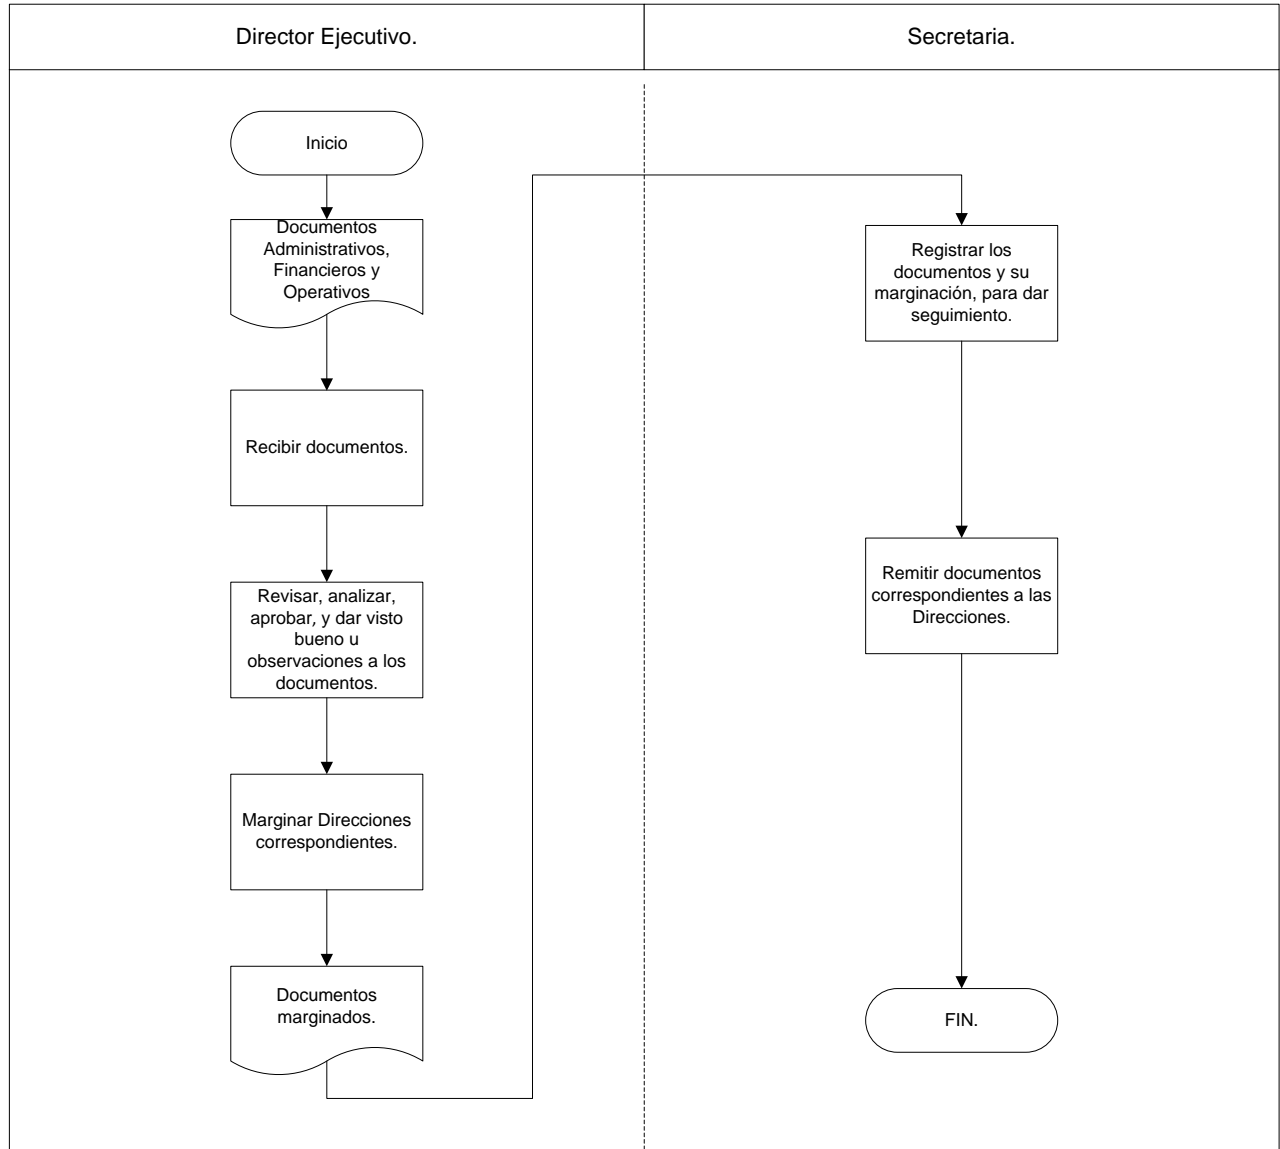 Director Ejecutivo.
Secretaria.
Inicio
Documentos
Administrativos,
Financieros y
Operativos
Recibir documentos.
Revisar, analizar,
aprobar, y dar visto
bueno u
observaciones a los
documentos.
Marginar Direcciones
correspondientes.
Documentos
marginados.
Registrar los
documentos y su
marginación, para dar
seguimiento.
Remitir documentos
correspondientes a las
Direcciones.
FIN.